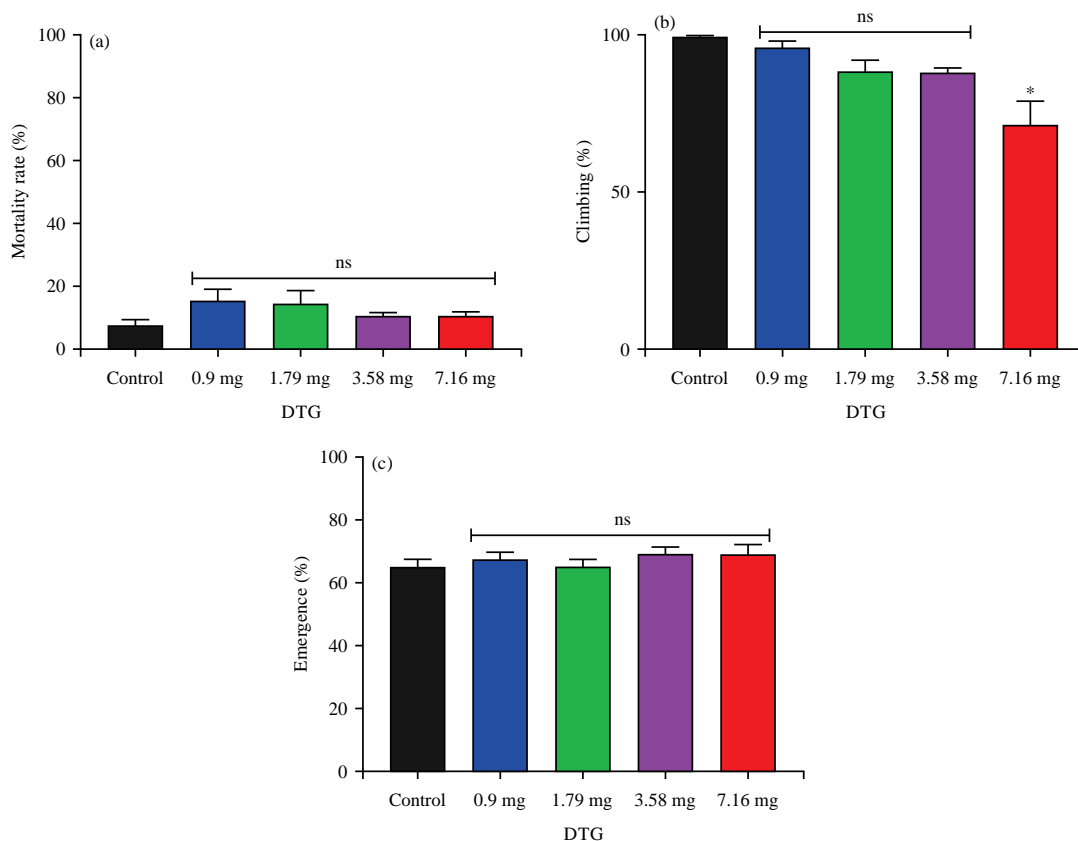 (a)
Mortality rate (%)
100
80
60
40
20
0
ns
Control 0.9 mg 1.79 mg 3.58 mg 7.16 mg
DTG
(b)
Climbing (%)
100
50
0
ns
*
Control 0.9 mg 1.79 mg 3.58 mg 7.16 mg
DTG
(c)
Emergence (%)
100
80
60
40
20
0
ns
Control 0.9 mg 1.79 mg 3.58 mg 7.16 mg
DTG